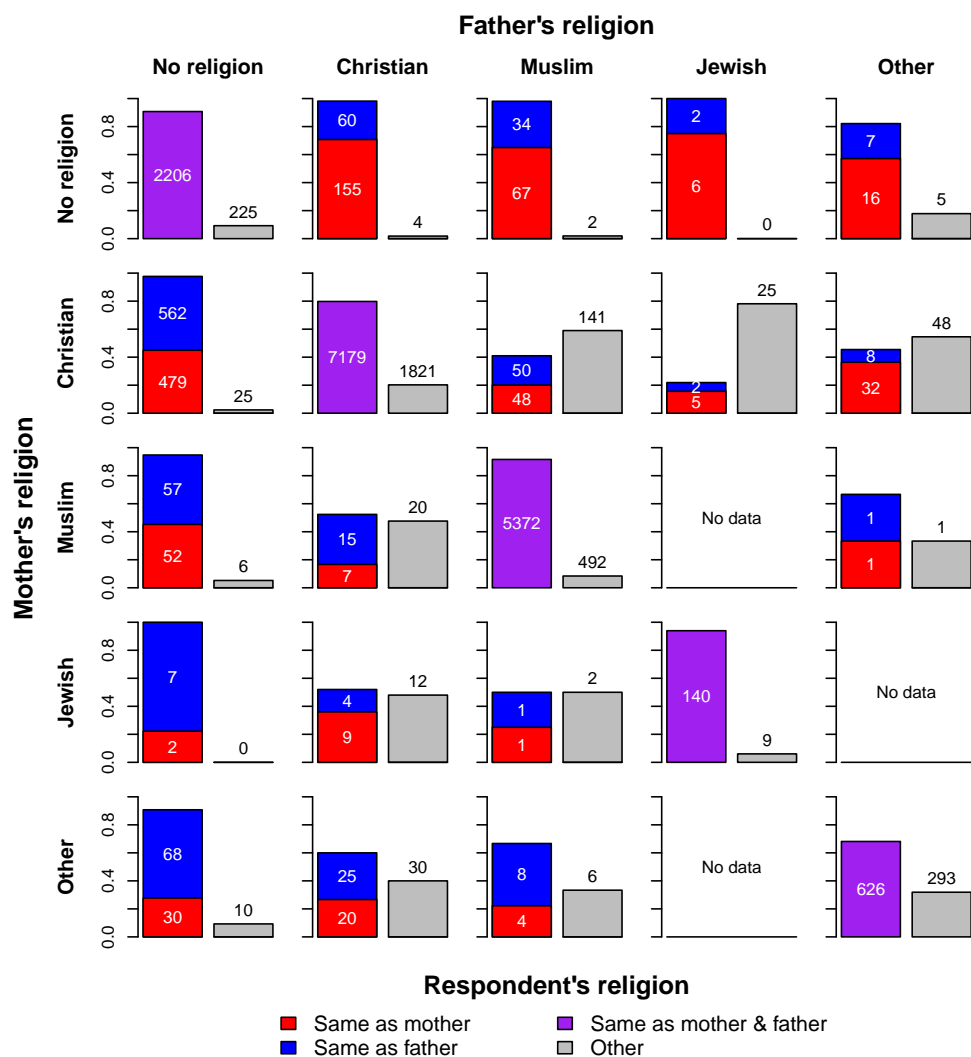 Father's religion
No religion Christian Muslim Jewish Other
Mother's religion
No religion
0.0 0.4 0.8
2206 225
60 155 4
34 67 2
2 6 0
7 16 5
Christian
0.0 0.4 0.8
562 479 25
7179 1821
50 48 141
2 5 25
8 32 48
Muslim
0.0 0.4 0.8
57 52 6
15 7 20
5372 492
No data
1 1 1
Jewish
0.0 0.4 0.8
7 2 0
4 9 12
1 1 2
140 9
No data
Other
0.0 0.4 0.8
68 30 10
25 20 30
8 4 6
No data
626 293
Respondent's religion
Same as mother Same as mother & father
Same as father Other